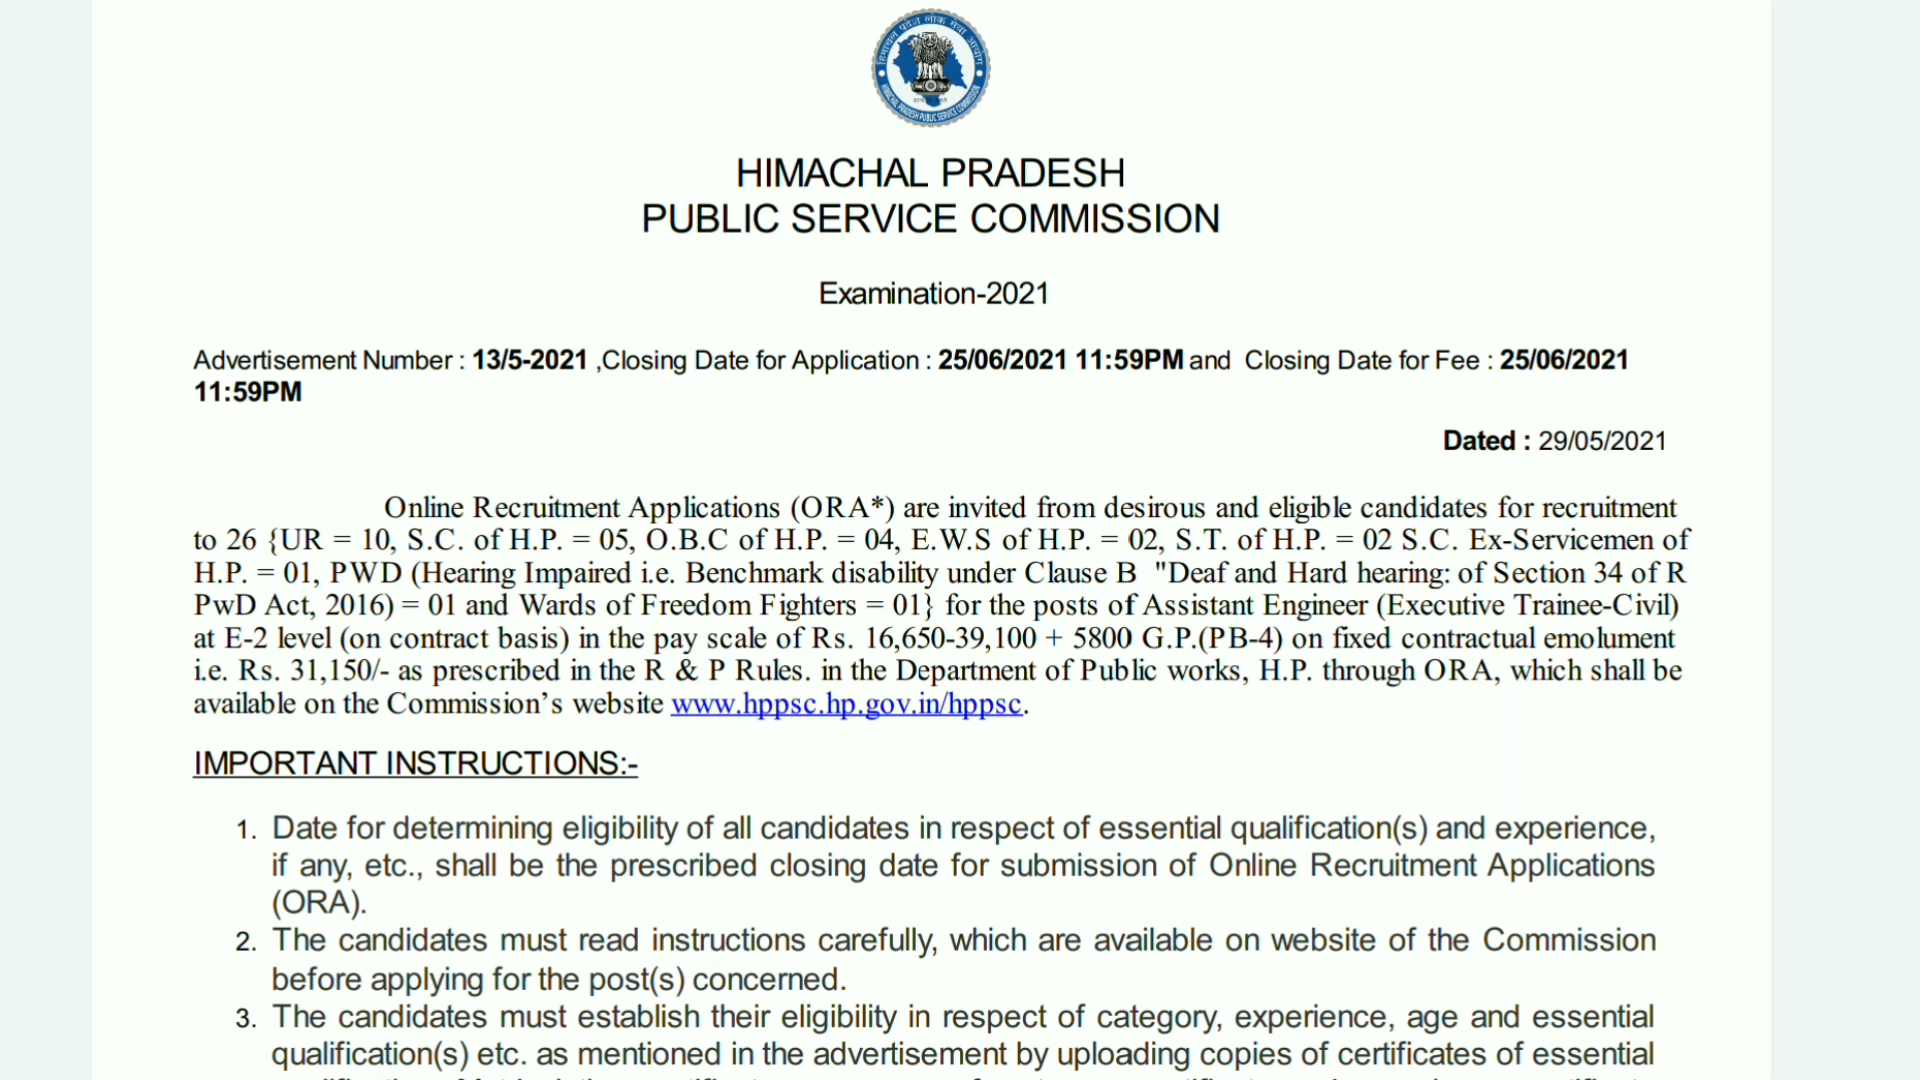 हिमाचल प्रदेश लोक सेवा आयोग
HIMACHAL PRADESH PUBLIC SERVICE COMMISSION
HIMACHAL PRADESH
PUBLIC SERVICE COMMISSION
Examination-2021
Advertisement Number : 13/5-2021 ,Closing Date for Application : 25/06/2021 11:59PM and Closing Date for Fee : 25/06/2021
11:59PM
Dated : 29/05/2021
Online Recruitment Applications (ORA*) are invited from desirous and eligible candidates for recruitment
to 26 {UR = 10, S.C. of H.P. = 05, O.B.C of H.P. = 04, E.W.S of H.P. = 02, S.T. of H.P. = 02 S.C. Ex-Servicemen of
H.P. = 01, PWD (Hearing Impaired i.e. Benchmark disability under Clause B "Deaf and Hard hearing: of Section 34 of R
PwD Act, 2016) = 01 and Wards of Freedom Fighters = 01} for the posts of Assistant Engineer (Executive Trainee-Civil)
at E-2 level (on contract basis) in the pay scale of Rs. 16,650-39,100 + 5800 G.P.(PB-4) on fixed contractual emolument
i.e. Rs. 31,150/- as prescribed in the R & P Rules. in the Department of Public works, H.P. through ORA, which shall be
available on the Commission’s website www.hppsc.hp.gov.in/hppsc.
IMPORTANT INSTRUCTIONS:-
1. Date for determining eligibility of all candidates in respect of essential qualification(s) and experience,
if any, etc., shall be the prescribed closing date for submission of Online Recruitment Applications
(ORA).
2. The candidates must read instructions carefully, which are available on website of the Commission
before applying for the post(s) concerned.
3. The candidates must establish their eligibility in respect of category, experience, age and essential
qualification(s) etc. as mentioned in the advertisement by uploading copies of certificates of essential